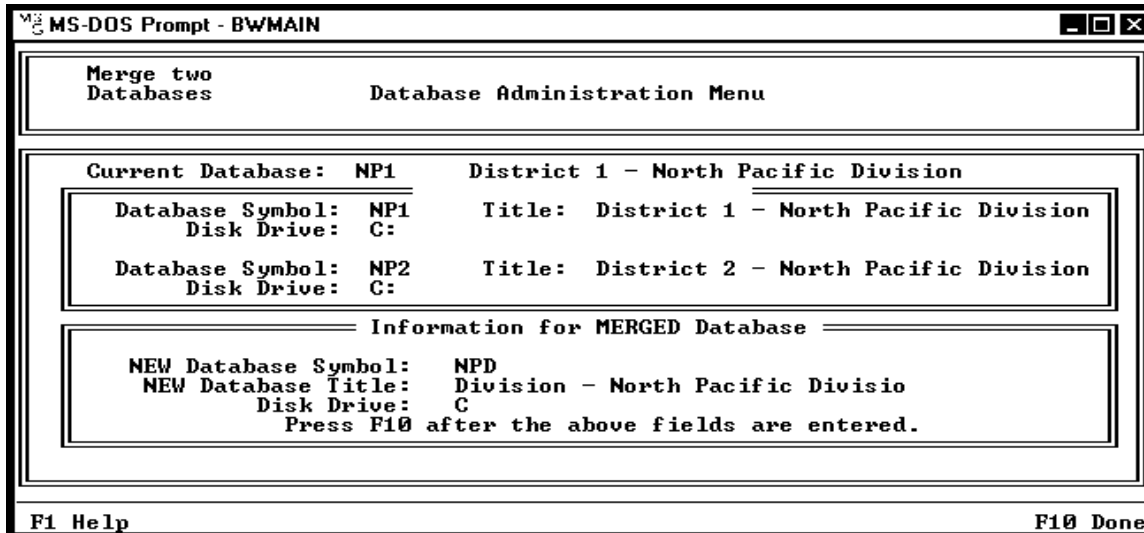 MS-DOS Prompt - BWMAIN
Merge two
Databases Database Administration Menu
Current Database: NP1 District 1 - North Pacific Division
Database Symbol: NP1 Title: District 1 - North Pacific Division
Disk Drive: C:
Database Symbol: NP2 Title: District 2 - North Pacific Division
Disk Drive: C:
Information for MERGED Database
NEW Database Symbol: NPD
NEW Database Title: Division - North Pacific Divisio
Disk Drive: C
Press F10 after the above fields are entered.
F1 Help F10 Done